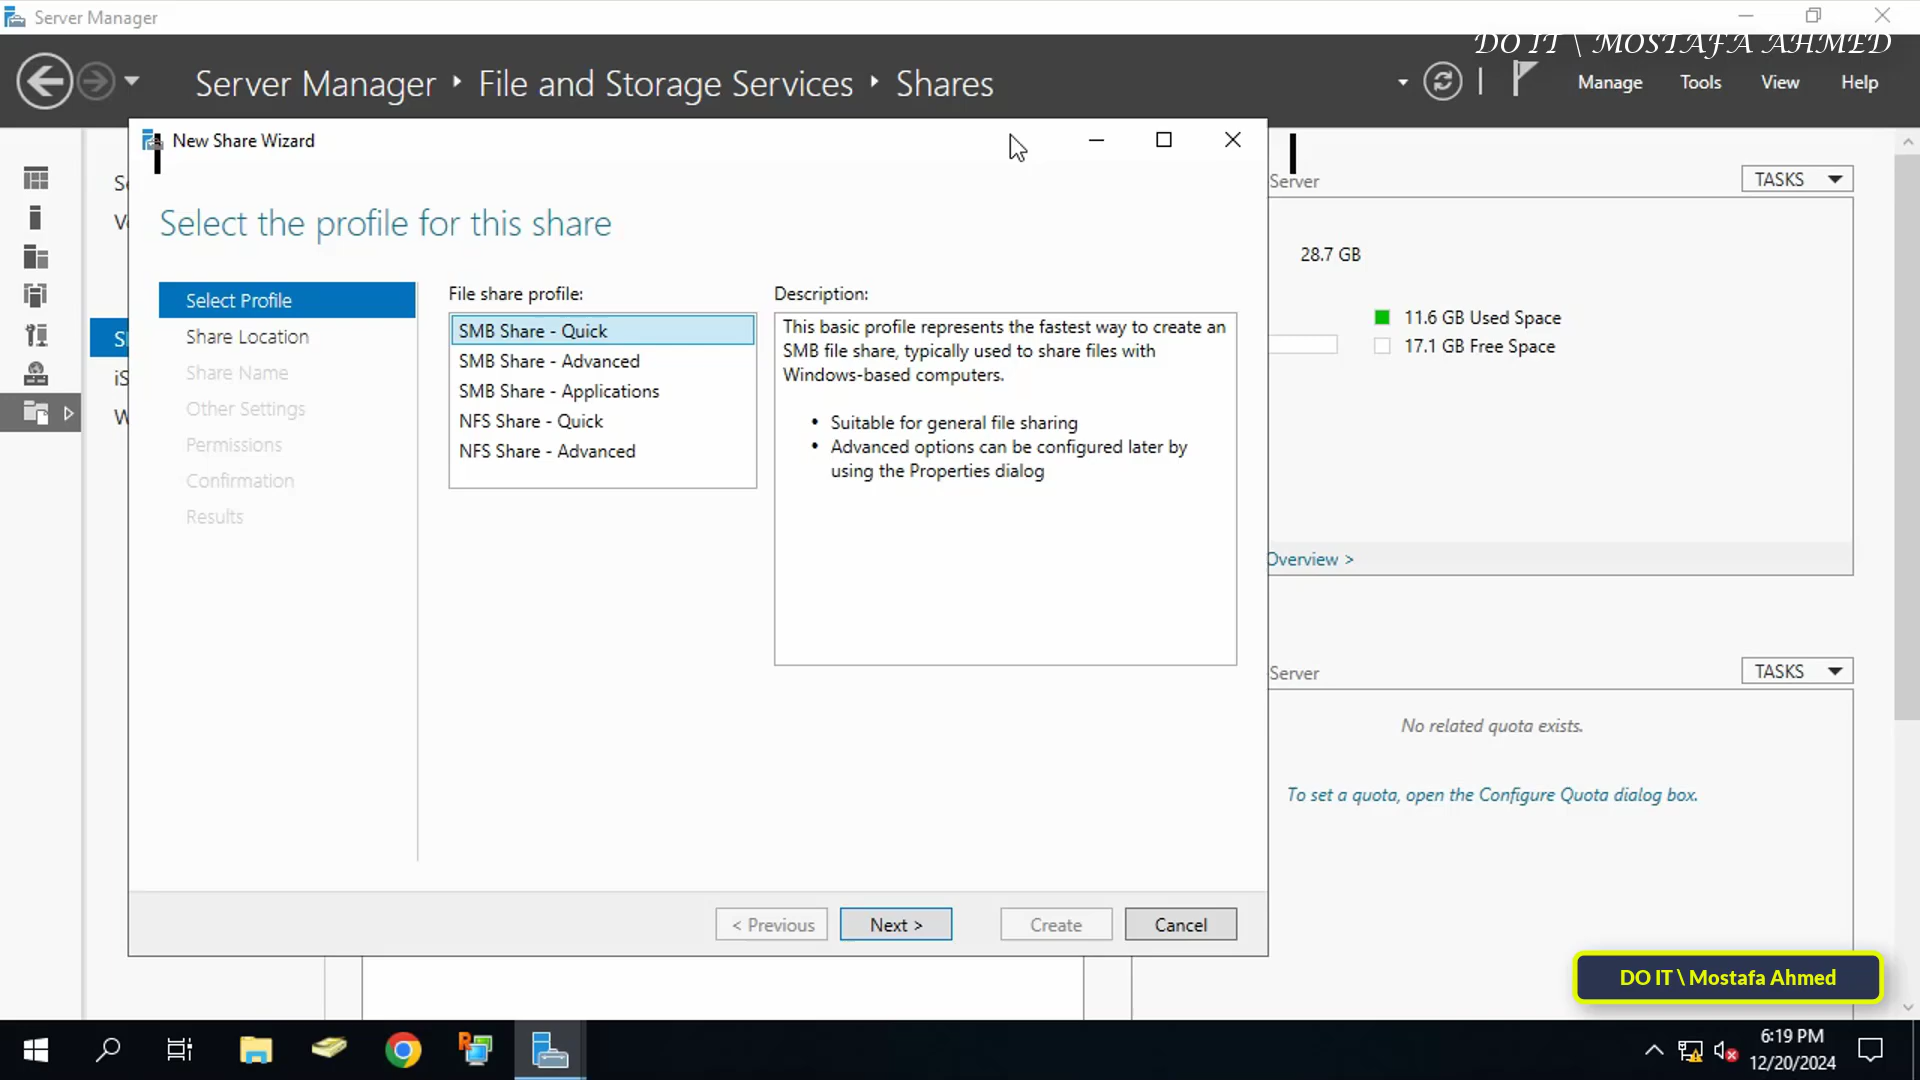 Server Manager
DO IT \ MOSTAFA AHMED
Server Manager ‣ File and Storage Services ‣ Shares
Manage Tools View Help
New Share Wizard
Server
TASKS
Select the profile for this share
28.7 GB
11.6 GB Used Space
17.1 GB Free Space
Select Profile
Share Location
Share Name
Other Settings
Permissions
Confirmation
Results
File share profile:
SMB Share - Quick
SMB Share - Advanced
SMB Share - Applications
NFS Share - Quick
NFS Share - Advanced
Description:
This basic profile represents the fastest way to create an
SMB file share, typically used to share files with
Windows-based computers.
• Suitable for general file sharing
• Advanced options can be configured later by
using the Properties dialog
Overview >
Server
TASKS
No related quota exists.
To set a quota, open the Configure Quota dialog box.
< Previous
Next >
Create
Cancel
DO IT \ Mostafa Ahmed
6:19 PM
12/20/2024